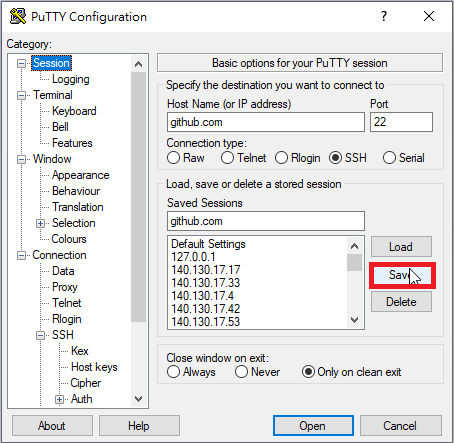 PuTTY Configuration
?
Category:
Session
Logging
Terminal
Keyboard
Bell
Features
Window
Appearance
Behaviour
Translation
Selection
Colours
Connection
Data
Proxy
Telnet
Rlogin
SSH
Kex
Host keys
Cipher
Auth
Basic options for your PuTTY session
Specify the destination you want to connect to
Host Name (or IP address) Port
github.com 22
Connection type:
Raw Telnet Rlogin SSH Serial
Load, save or delete a stored session
Saved Sessions
github.com
Default Settings
127.0.0.1
140.130.17.17
140.130.17.33
140.130.17.4
140.130.17.42
140.130.17.53
Load
Save
Delete
Close window on exit:
Always Never Only on clean exit
About Help Open Cancel